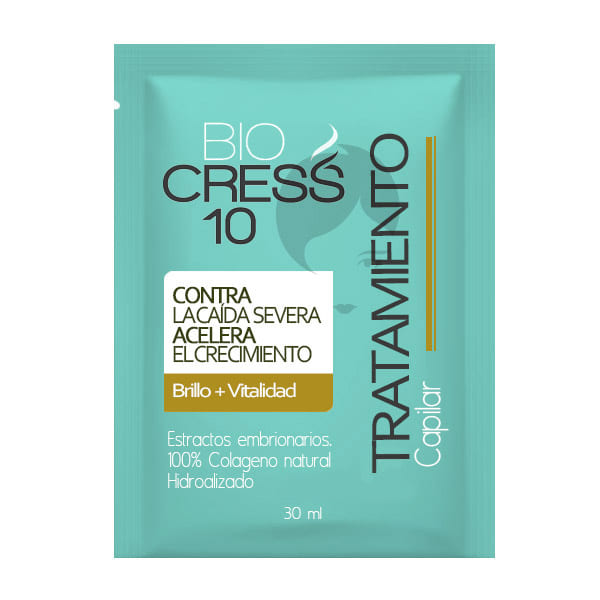 BIO
CRESS
10
CONTRA
LA CAÍDA SEVERA
ACELERA
EL CRECIMIENTO
Brillo + Vitalidad
Estractos embrionarios.
100% Colageno natural
Hidroalizado
30 ml
TRATAMIENTO
Capilar